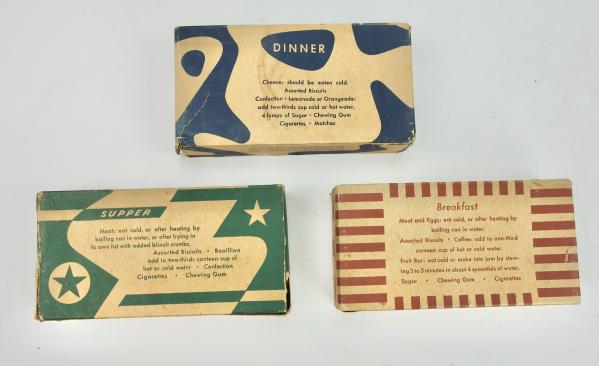 DINNER
Cheese: should be eaten cold.
Assorted Biscuits
Confection • Lemonade or Orangeade:
add two-thirds cup cold or hot water.
4 lumps of Sugar • Chewing Gum
Cigarettes • Matches
SUPPER
Meat: eat cold, or after heating by
boiling can in water, or after frying in
its own fat with added biscuit crumbs.
Assorted Biscuits • Bouillon
add to two-thirds canteen cup of
hot or cold water • Confection
Cigarettes • Chewing Gum
Breakfast
Meat and Eggs: eat cold, or after heating by
boiling can in water.
Assorted Biscuits • Coffee: add to one-third
canteen cup of hot or cold water.
Fruit Bar: eat cold or make into jam by stew-
ing 3 to 5 minutes in about 4 spoonfuls of water.
Sugar • Chewing Gum • Cigarettes